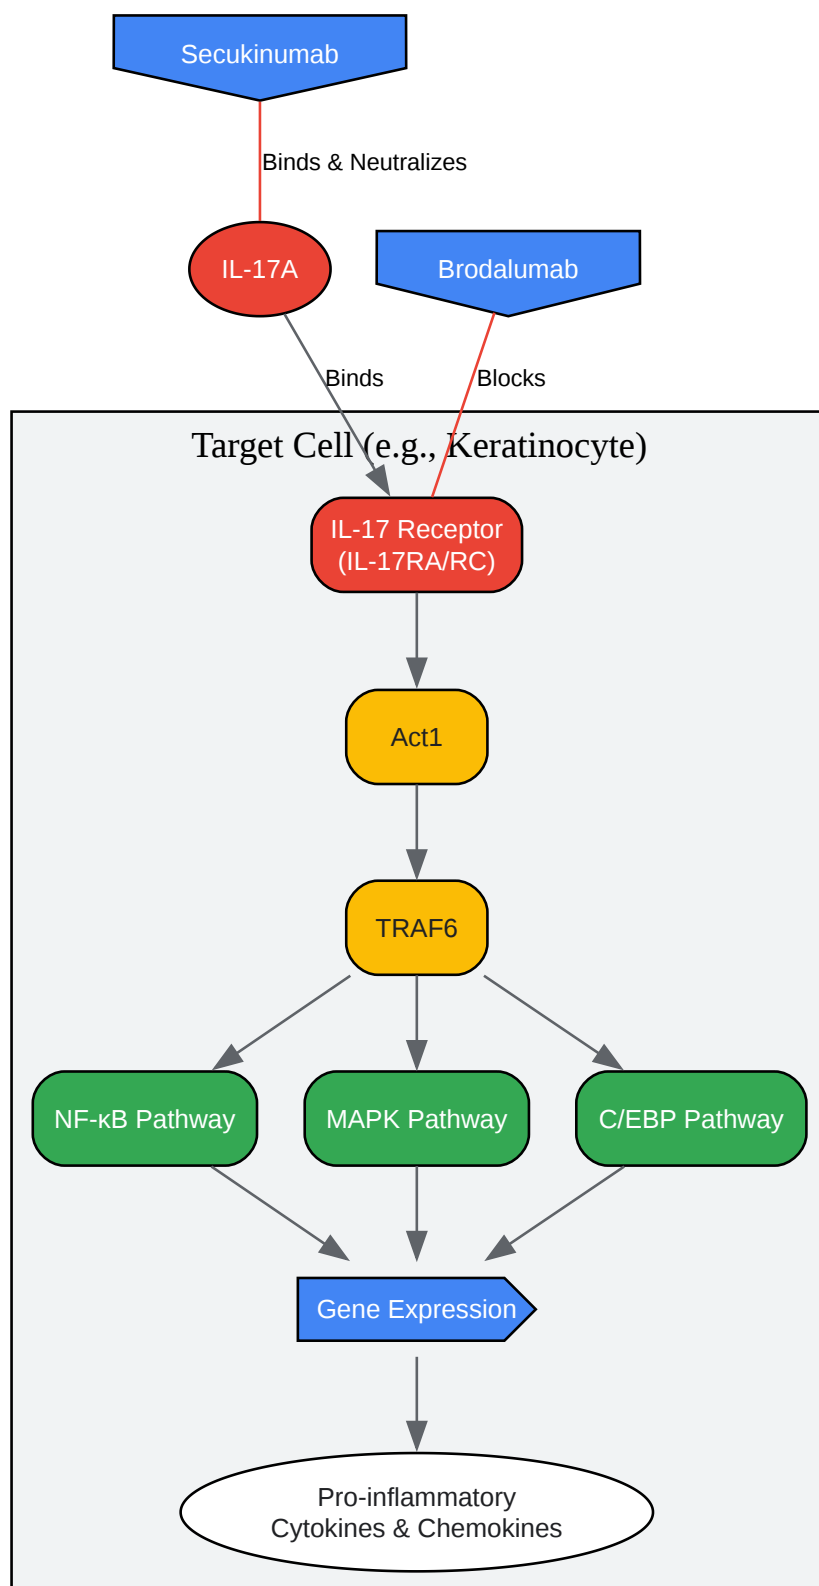 Secukinumab
Binds & Neutralizes
IL-17A
Brodalumab
Binds
Blocks
Target Cell (e.g., Keratinocyte)
IL-17 Receptor
(IL-17RA/RC)
Act1
TRAF6
NF-κB Pathway
MAPK Pathway
C/EBP Pathway
Gene Expression
Pro-inflammatory
Cytokines & Chemokines